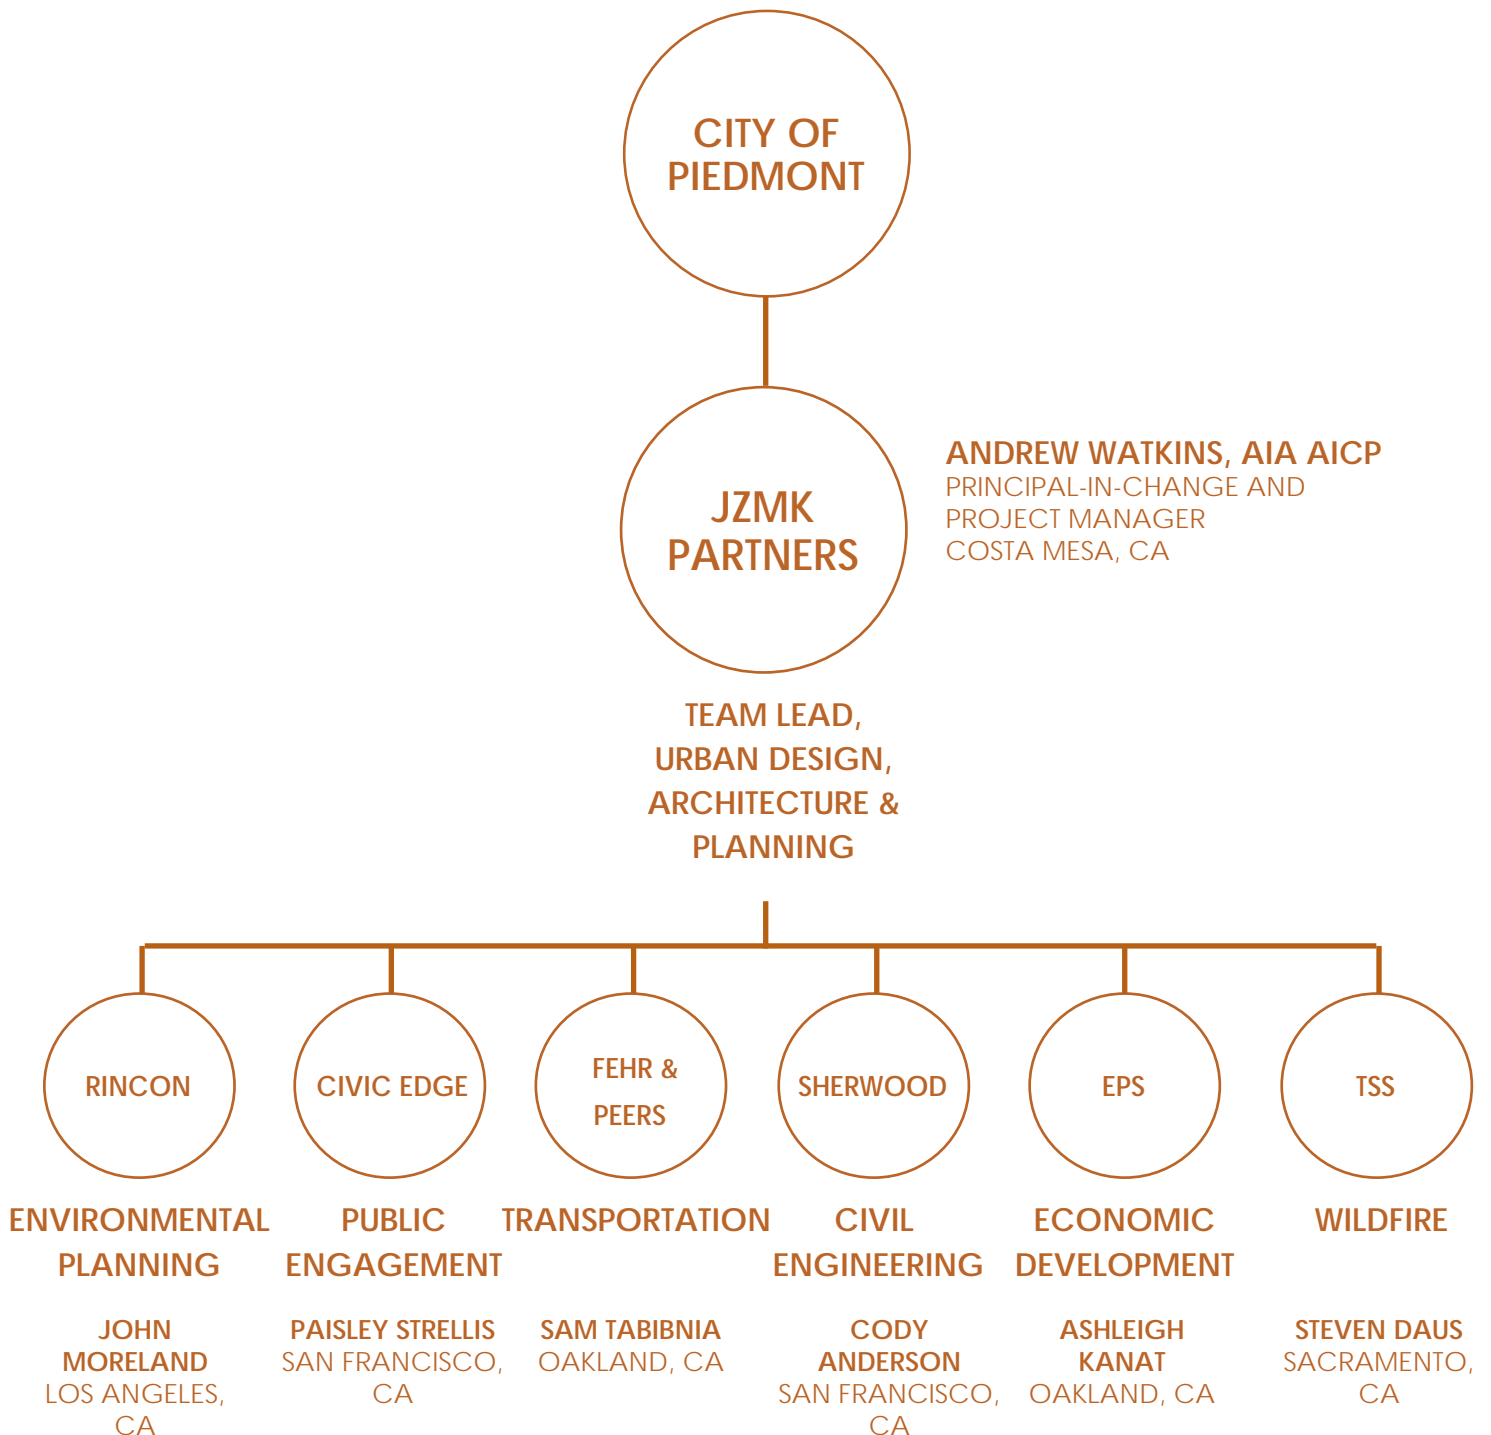 CITY OF
PIEDMONT
JZMK
PARTNERS
ANDREW WATKINS, AIA AICP
PRINCIPAL-IN-CHANGE AND
PROJECT MANAGER
COSTA MESA, CA
TEAM LEAD,
URBAN DESIGN,
ARCHITECTURE &
PLANNING
RINCON
ENVIRONMENTAL
PLANNING
JOHN
MORELAND
LOS ANGELES,
CA
CIVIC EDGE
PUBLIC
ENGAGEMENT
PAISLEY STRELLIS
SAN FRANCISCO,
CA
FEHR &
PEERS
TRANSPORTATION
SAM TABIBNIA
OAKLAND, CA
SHERWOOD
CIVIL
ENGINEERING
CODY
ANDERSON
SAN FRANCISCO,
CA
EPS
ECONOMIC
DEVELOPMENT
ASHLEIGH
KANAT
OAKLAND, CA
TSS
WILDFIRE
STEVEN DAUS
SACRAMENTO,
CA